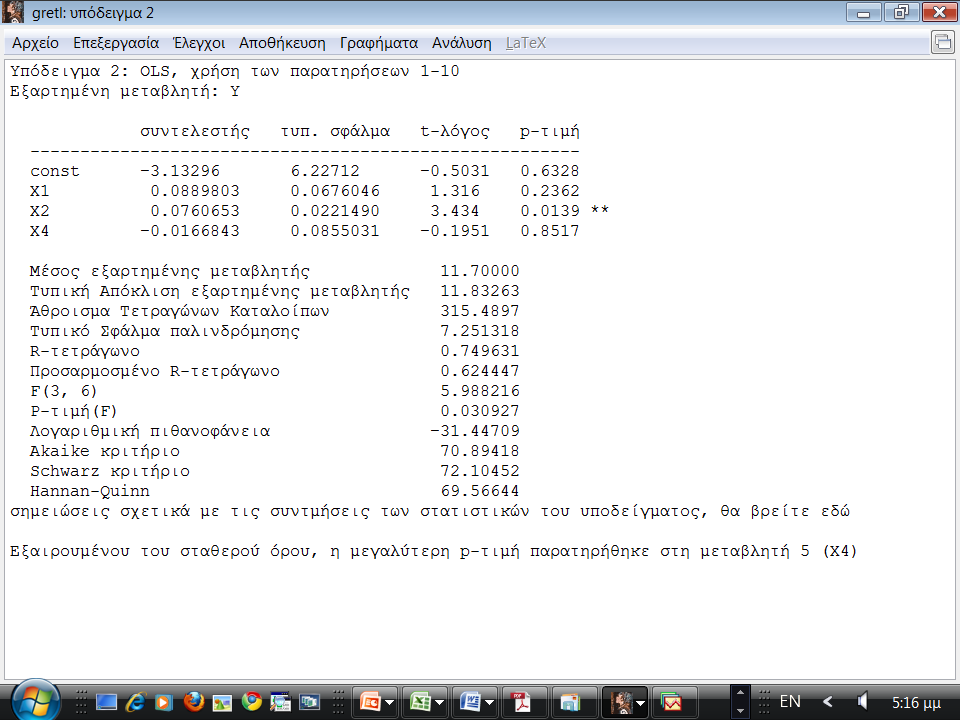 gretl: υπόδειγμα 2
Αρχείο Επεξεργασία Έλεγχοι Αποθήκευση Γραφήματα Ανάλυση LaTeX
Υπόδειγμα 2: OLS, χρήση των παρατηρήσεων 1-10
Εξαρτημένη μεταβλητή: Y
συντελεστής τυπ. σφάλμα t-λόγος p-τιμή
-------------------------------------------------------
const -3.13296 6.22712 -0.5031 0.6328
X1 0.0889803 0.0676046 1.316 0.2362
X2 0.0760653 0.0221490 3.434 0.0139 **
X4 -0.0166843 0.0855031 -0.1951 0.8517
Μέσος εξαρτημένης μεταβλητής 11.70000
Τυπική Απόκλιση εξαρτημένης μεταβλητής 11.83263
Άθροισμα Τετραγώνων Καταλοίπων 315.4897
Τυπικό Σφάλμα παλινδρόμησης 7.251318
R-τετράγωνο 0.749631
Προσαρμοσμένο R-τετράγωνο 0.624447
F(3, 6) 5.988216
P-τιμή(F) 0.030927
Λογαριθμική πιθανοφάνεια -31.44709
Akaike κριτήριο 70.89418
Schwarz κριτήριο 72.10452
Hannan-Quinn 69.56644
σημειώσεις σχετικά με τις συντμήσεις των στατιστικών του υποδείγματος, θα βρείτε εδώ
Εξαιρουμένου του σταθερού όρου, η μεγαλύτερη p-τιμή παρατηρήθηκε στη μεταβλητή 5 (X4)
EN < 5:16 μμ